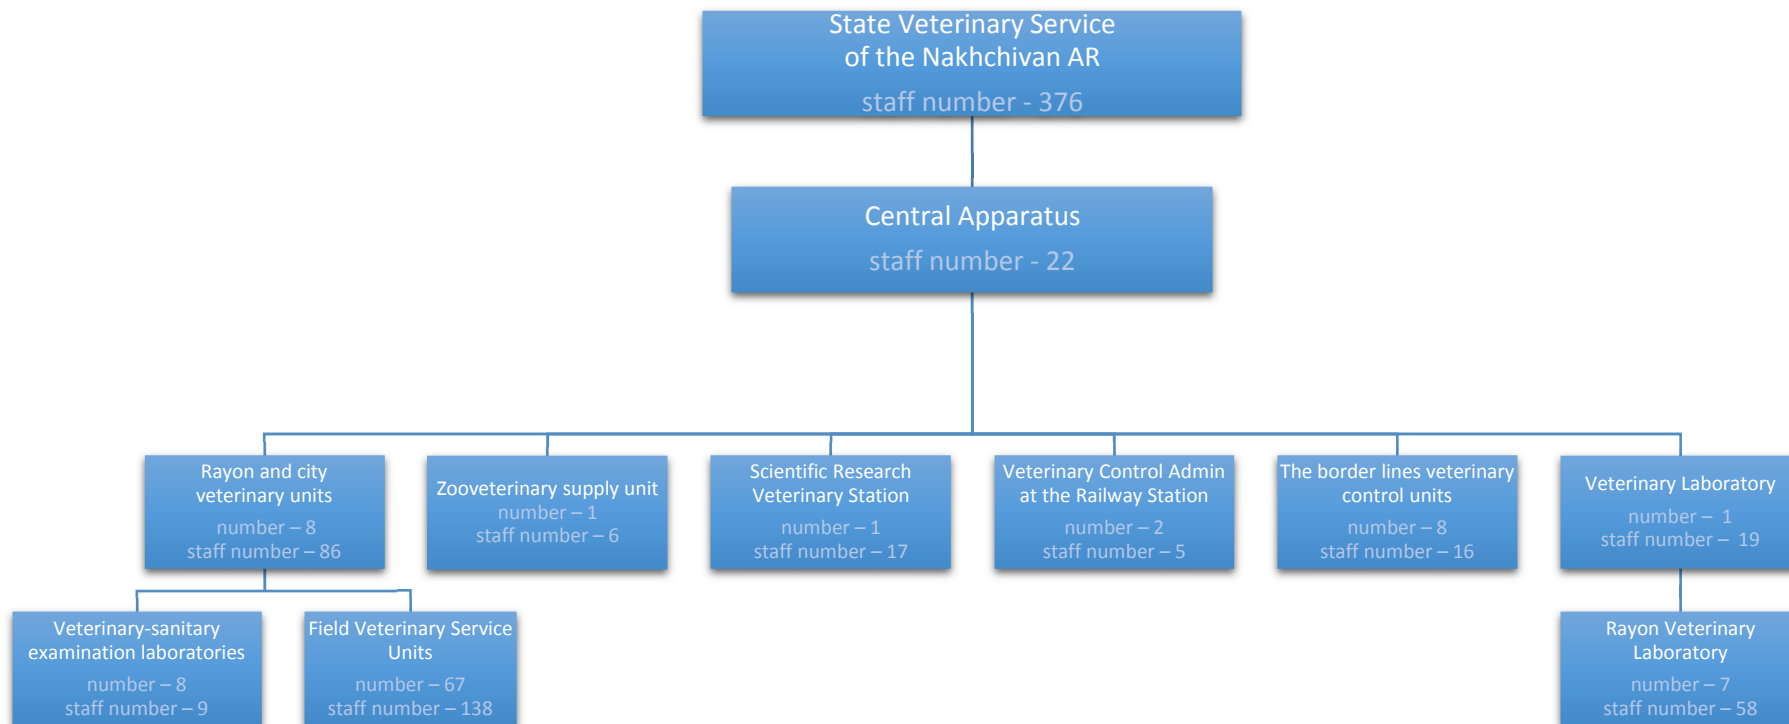 State Veterinary Service
of the Nakhchivan AR
staff number - 376
Central Apparatus
staff number - 22
Rayon and city
veterinary units
number – 8
staff number – 86
Zooveterinary supply unit
number – 1
staff number – 6
Scientific Research
Veterinary Station
number – 1
staff number – 17
Veterinary Control Admin
at the Railway Station
number – 2
staff number – 5
The border lines veterinary
control units
number – 8
staff number – 16
Veterinary Laboratory
number – 1
staff number – 19
Veterinary-sanitary
examination laboratories
number – 8
staff number – 9
Field Veterinary Service
Units
number – 67
staff number – 138
Rayon Veterinary
Laboratory
number – 7
staff number – 58